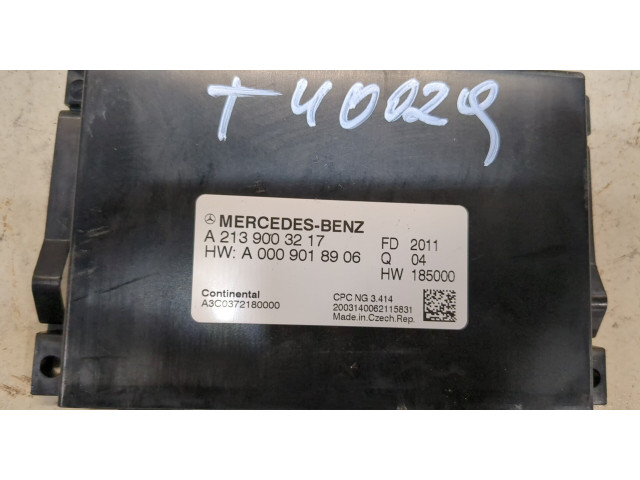 T40029
MERCEDES-BENZ
A 213 900 32 17
HW: A 000 901 89 06
FD 2011
Q 04
HW 185000
Continental
A3C0372180000
CPC NG 3.414
2003140062115831
Made.in.Czech.Rep.